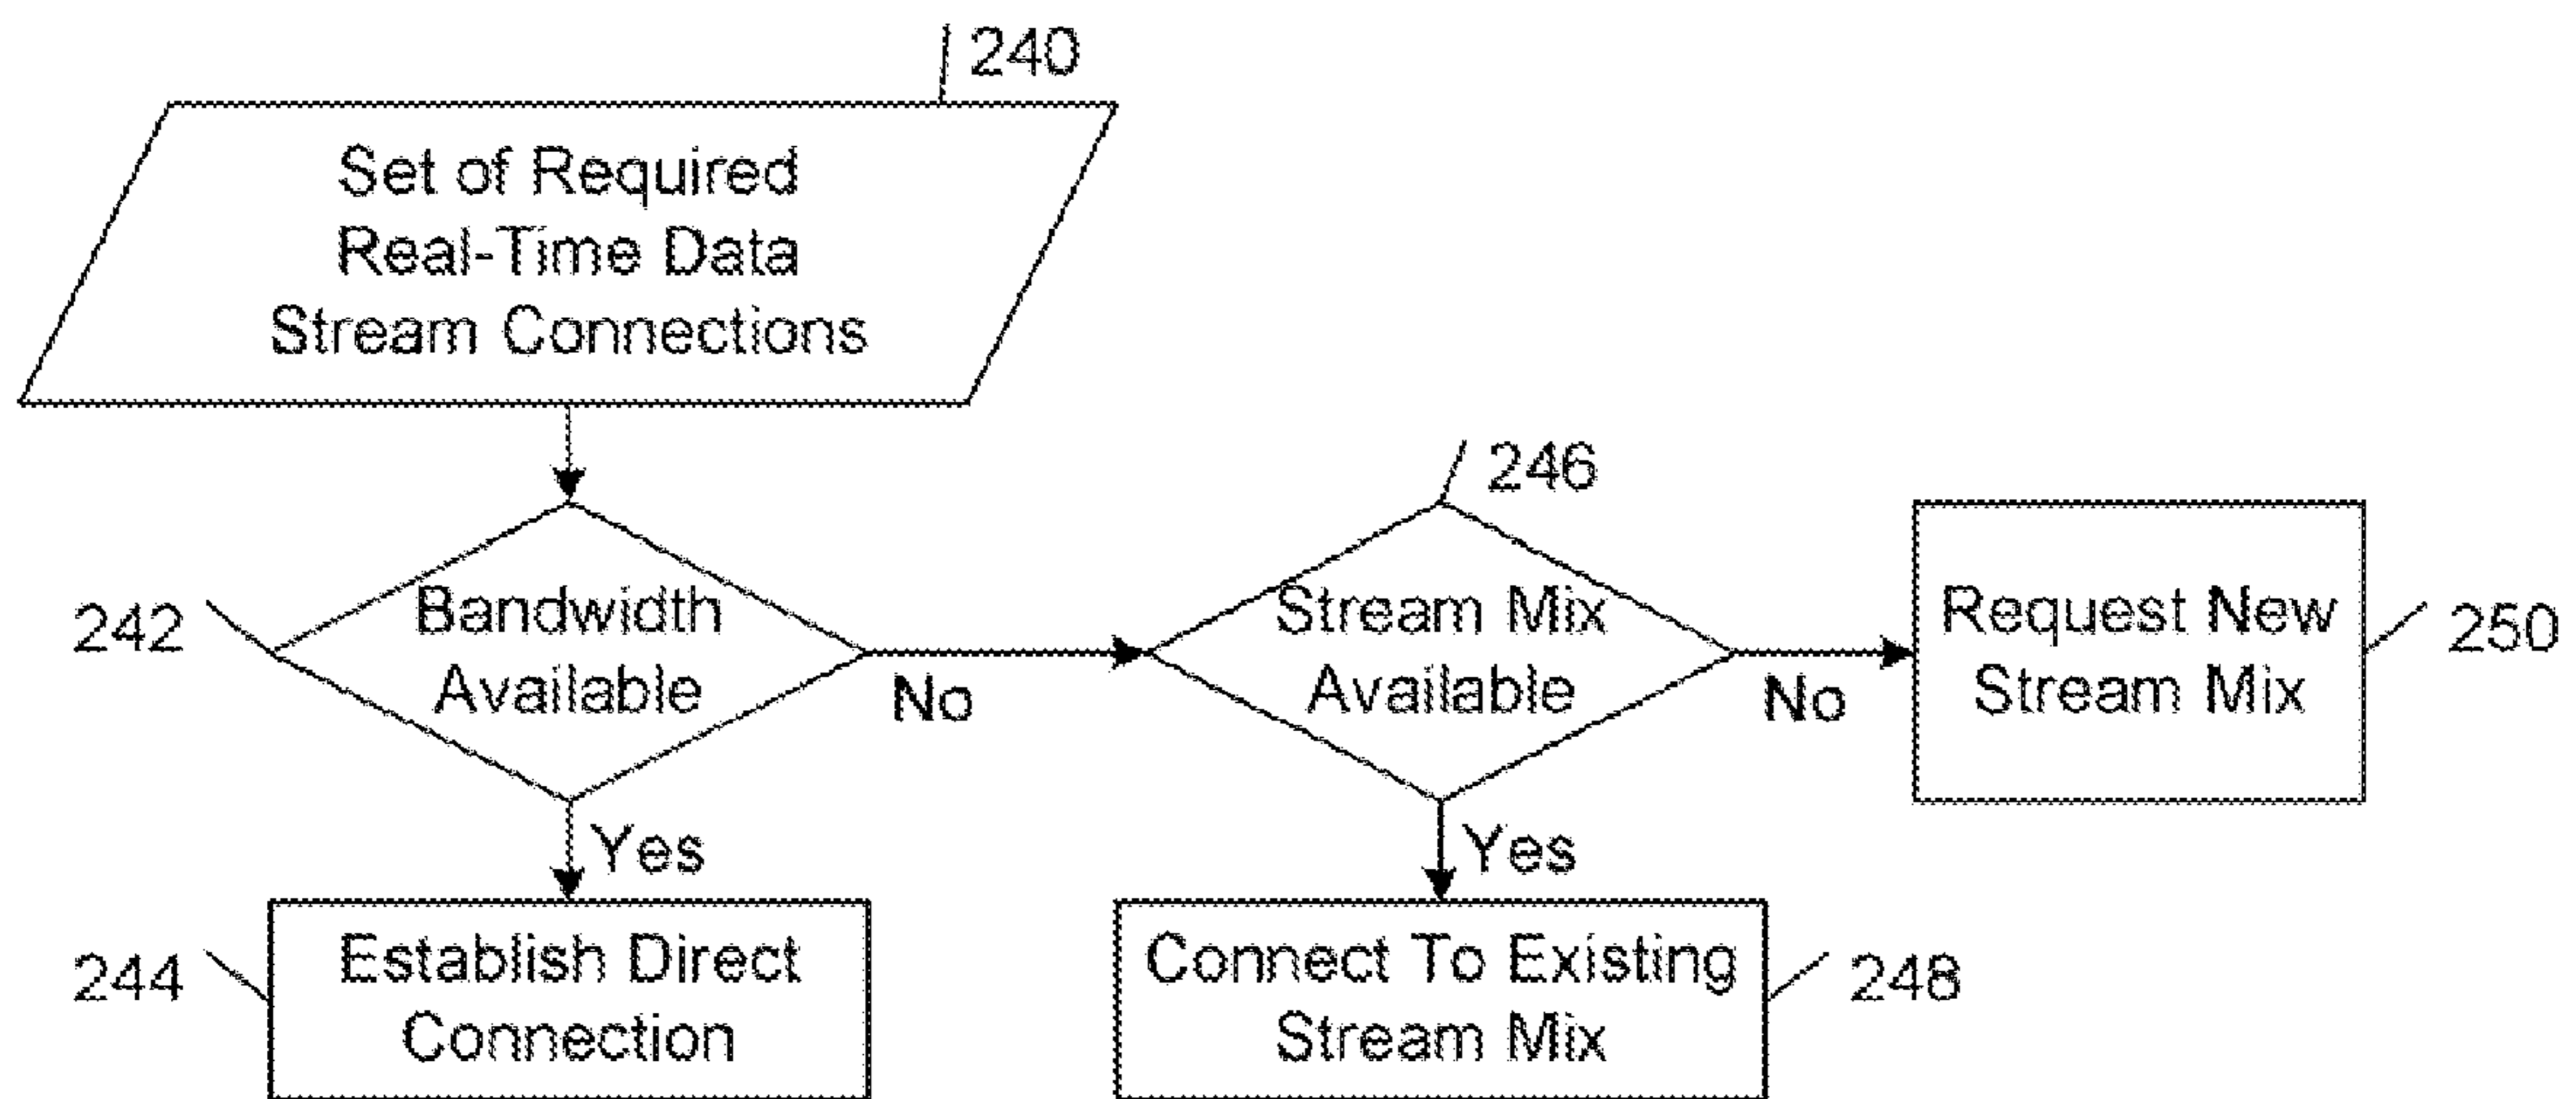 240
Set of Required
Real-Time Data
Stream Connections
246
242
Bandwidth
Available
No
Stream Mix
Available
No
Request New
Stream Mix
250
Yes
Yes
244
Establish Direct
Connection
Connect To Existing
Stream Mix
248